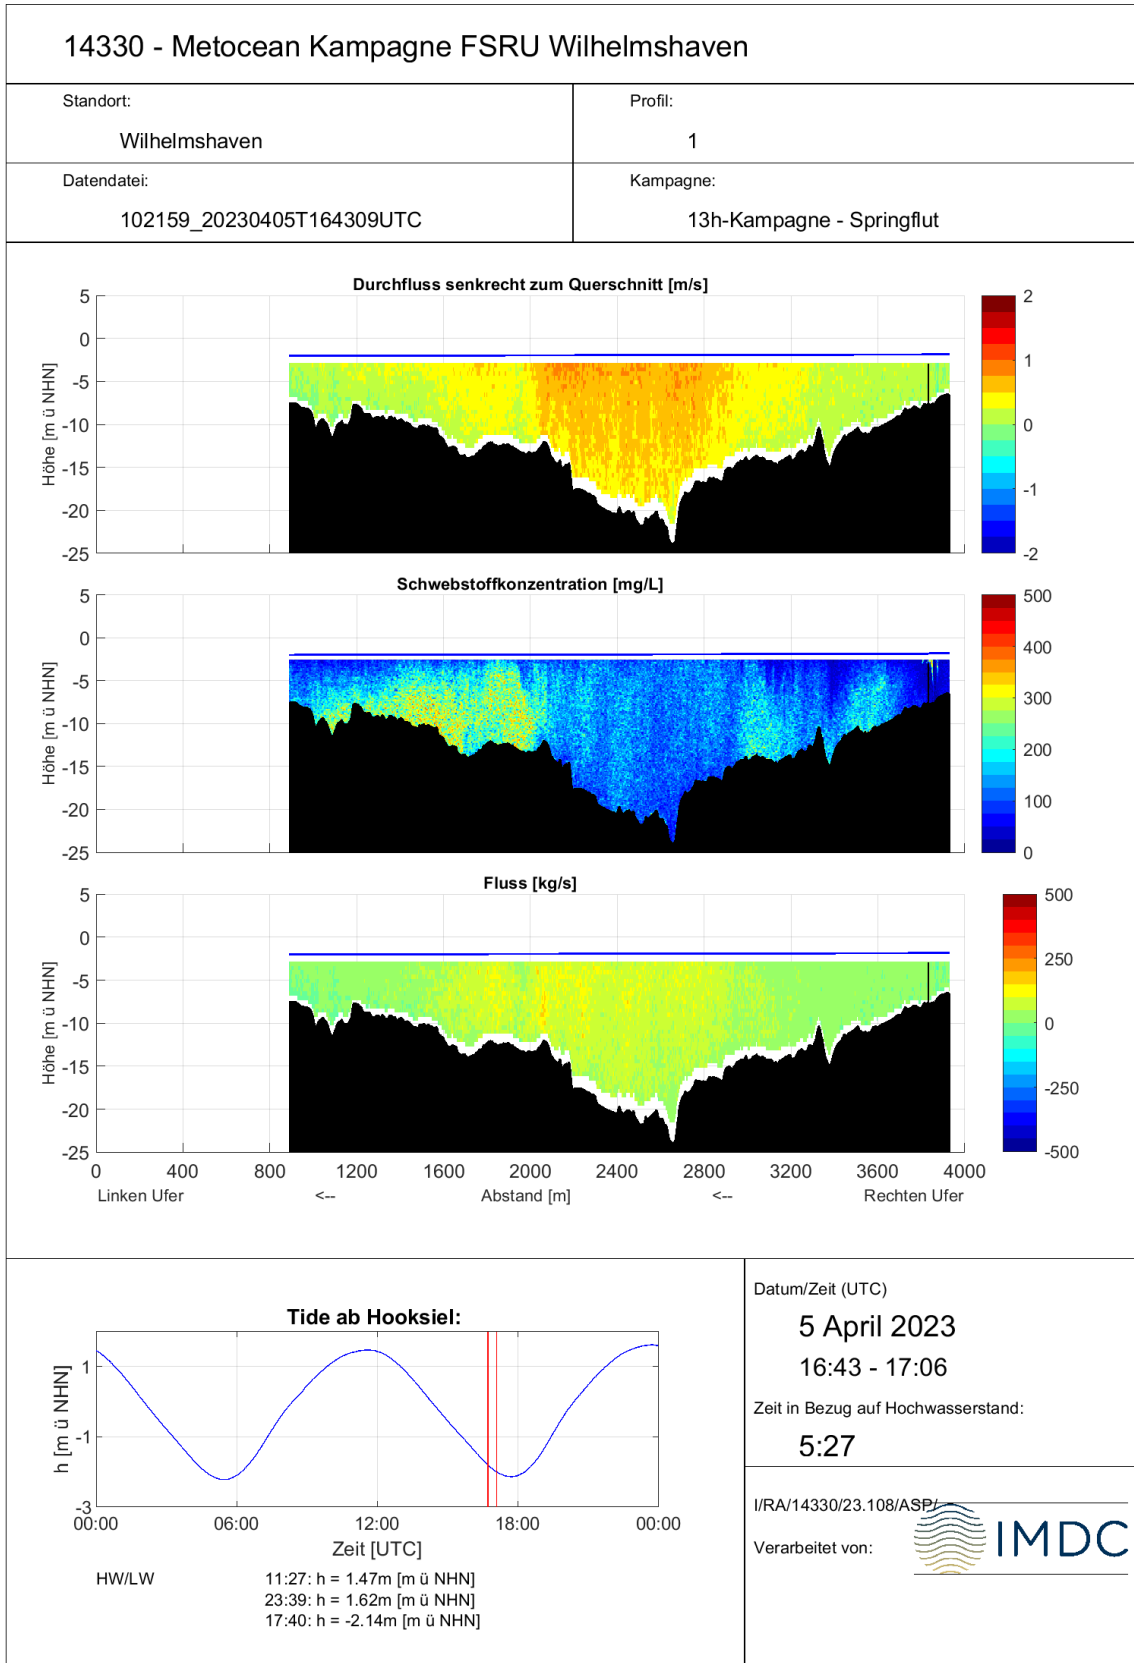 14330 - Metocean Kampagne FSRU Wilhelmshaven
Standort:
Wilhelmshaven
Profil:
1
Datendatei:
102159_20230405T164309UTC
Kampagne:
13h-Kampagne - Springflut
Durchfluss senkrecht zum Querschnitt [m/s]
5
0
-5
-10
-15
-20
-25
Höhe [m ü NHN]
2
1
0
-1
-2
Schwebstoffkonzentration [mg/L]
5
0
-5
-10
-15
-20
-25
Höhe [m ü NHN]
500
400
300
200
100
0
Fluss [kg/s]
5
0
-5
-10
-15
-20
-25
Höhe [m ü NHN]
500
250
0
-250
-500
0 400 800 1200 1600 2000 2400 2800 3200 3600 4000
Linken Ufer <-- Abstand [m] <-- Rechten Ufer
Tide ab Hooksiel:
1
-1
-3
h [m ü NHN]
00:00 06:00 12:00 18:00 00:00
Zeit [UTC]
HW/LW 11:27: h = 1.47m [m ü NHN]
23:39: h = 1.62m [m ü NHN]
17:40: h = -2.14m [m ü NHN]
Datum/Zeit (UTC)
5 April 2023
16:43 - 17:06
Zeit in Bezug auf Hochwasserstand:
5:27
I/RA/14330/23.108/ASP/
Verarbeitet von:
IMDC